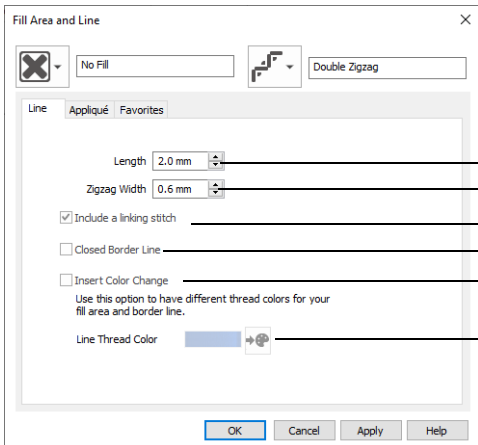 Fill Area and Line
No Fill
Double Zigzag
Line Appliqué Favorites
Length 2.0 mm
Zigzag Width 0.6 mm
Include a linking stitch
Closed Border Line
Insert Color Change
Use this option to have different thread colors for your
fill area and border line.
Line Thread Color
OK Cancel Apply Help